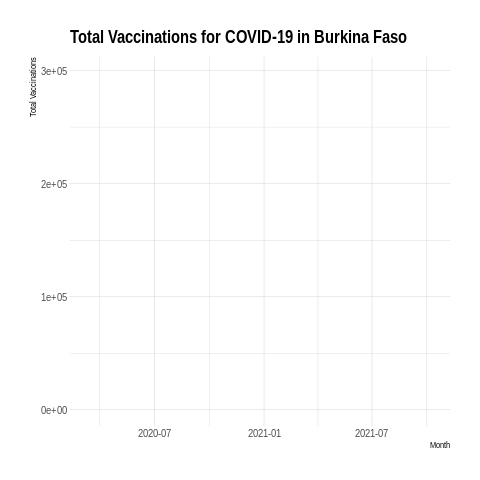 Total Vaccinations for COVID-19 in Burkina Faso
Total Vaccinations
3e+05
2e+05
1e+05
0e+00
2020-07
2021-01
2021-07
Month